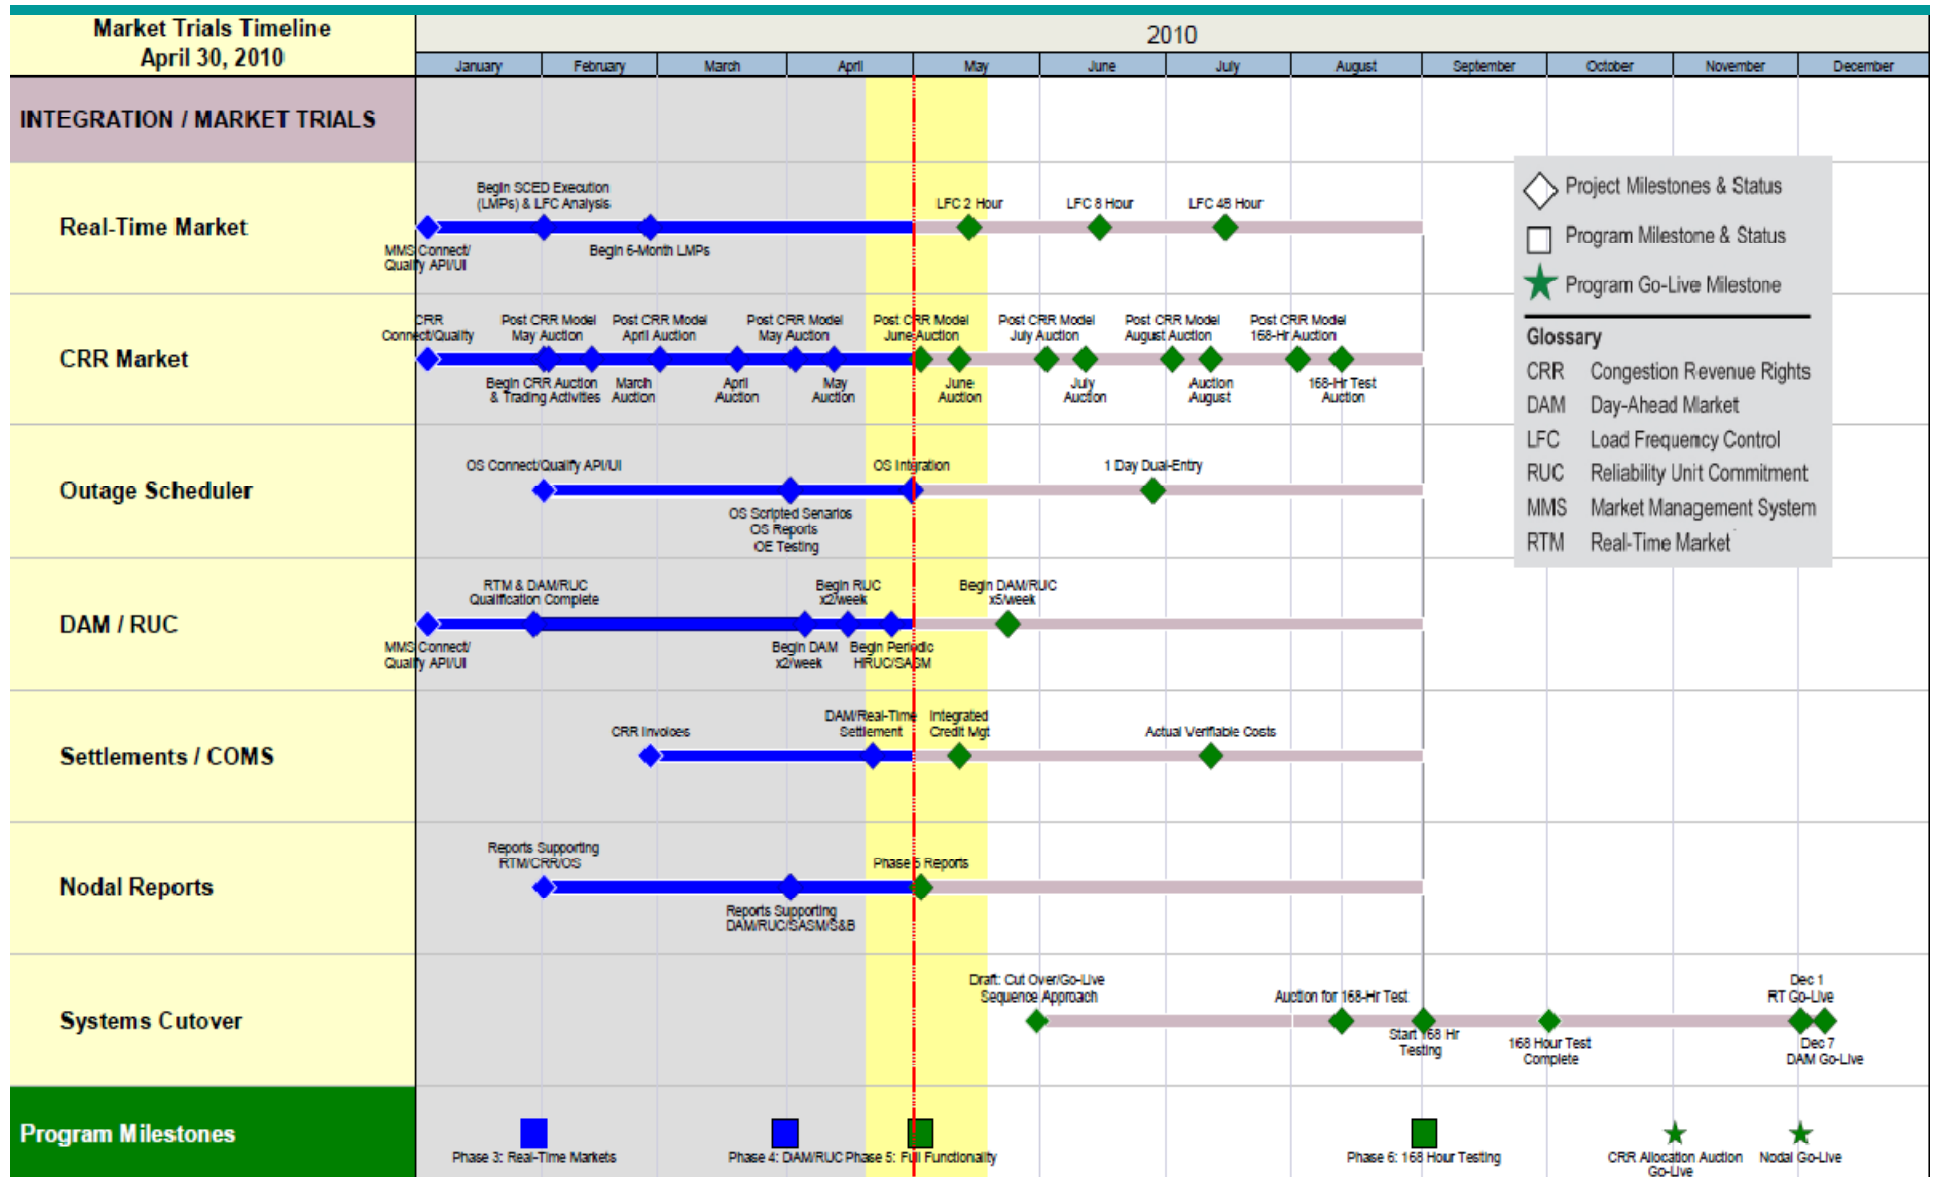 Market Trials Timeline
April 30, 2010
2010
January February March April May June July August September October November December
INTEGRATION / MARKET TRIALS
Real-Time Market
Begin SCED Execution
(LMPs) & LFC Analysis
MMS Connect/
Qualify API/UI
Begin 6-Month LMPs
LFC 2 Hour
LFC 8 Hour
LFC 48 Hour
CRR Market
CRR
Connect/Quality
Post CRR Model
May Auction
Post CRR Model
April Auction
Post CRR Model
May Auction
Post CRR Model
June Auction
Post CRR Model
July Auction
Post CRR Model
August Auction
Post CRR Model
168-Hr Auction
Begin CRR Auction
& Trading Activities
March
Auction
April
Auction
May
Auction
June
Auction
July
Auction
Auction
August
168-Hr Test
Auction
Outage Scheduler
OS Connect/Qualify API/UI
OS Intgration
1 Day Dual-Entry
OS Scripted Senarios
OS Reports
OE Testing
DAM / RUC
RTM & DAM/RUC
Qualification Complete
Begin RUC
x2/week
Begin DAM/RUC
x5/week
MMS Connect/
Qualify API/UI
Begin DAM
x2/week
Begin Periodic
HRUC/SASM
Settlements / COMS
CRR Invoices
DAM/Real-Time
Settlement
Integrated
Credit Mgt
Actual Verifiable Costs
Nodal Reports
Reports Supporting
RTM/CRR/OS
Phase 5 Reports
Reports Supporting
DAM/RUC/SASM/S&B
Systems Cutover
Draft: Cut Over/Go-Live
Sequence Approach
Auction for 168-Hr Test
Start 168 Hr
Testing
168 Hour Test
Complete
Dec 1
RT Go-Live
Dec 7
DAM Go-Live
Program Milestones
Phase 3: Real-Time Markets
Phase 4: DAM/RUC
Phase 5: Full Functionality
Phase 6: 168 Hour Testing
CRR Allocation Auction
Go-Live
Nodal Go-Live
Project Milestones & Status
Program Milestome & Status
Program Go-Live Milestone
Glossary
CRR Congestion Revenue Rights
DAM Day-Ahead Market
LFC Load Frequency Control
RUC Reliability Unit Commitment
MMS Market Management System
RTM Real-Time Market